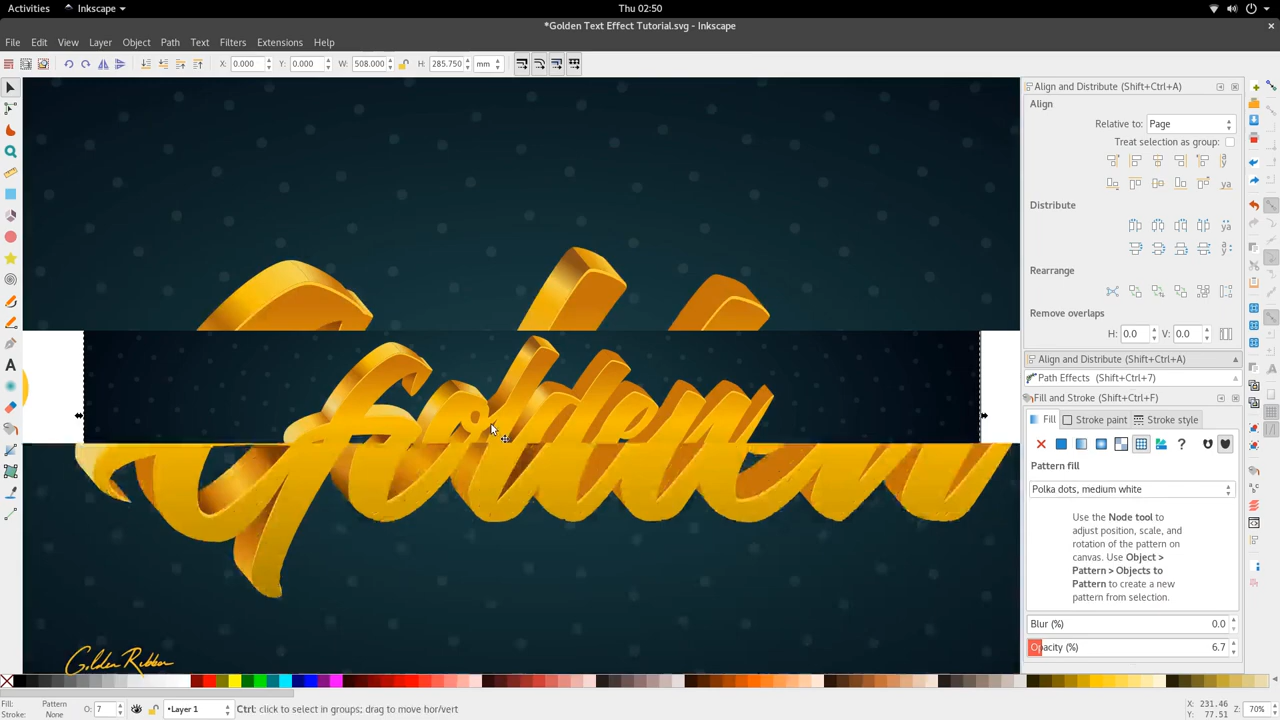 Activities Inkscape Thu 02:50
*Golden Text Effect Tutorial.svg - Inkscape
File Edit View Layer Object Path Text Filters Extensions Help
X: 0.000 Y: 0.000 W: 508.000 H: 285.750 mm
Align and Distribute (Shift+Ctrl+A)
Align
Relative to: Page
Treat selection as group:
Distribute
Rearrange
Remove overlaps
H: 0.0 V: 0.0
Align and Distribute (Shift+Ctrl+A)
Path Effects (Shift+Ctrl+7)
Fill and Stroke (Shift+Ctrl+F)
Fill Stroke paint Stroke style
Pattern fill
Polka dots, medium white
Use the Node tool to
adjust position, scale, and
rotation of the pattern on
canvas. Use Object >
Pattern > Objects to
Pattern to create a new
pattern from selection.
Blur (%) 0.0
Opacity (%) 6.7
Golden
Golden Ribbon
Fill: Pattern
Stroke: None
O: 7
•Layer 1
Ctrl: click to select in groups; drag to move hor/vert
X: 231.46
Y: 77.51
Z: 70%